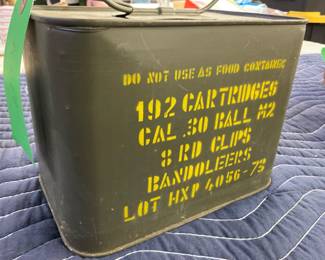 DO NOT USE AS FOOD CONTAINER
192 CARTRIDGES
CAL .30 BALL M2
8 RD CLIPS
BANDOLEERS
LOT HXP 4056-73